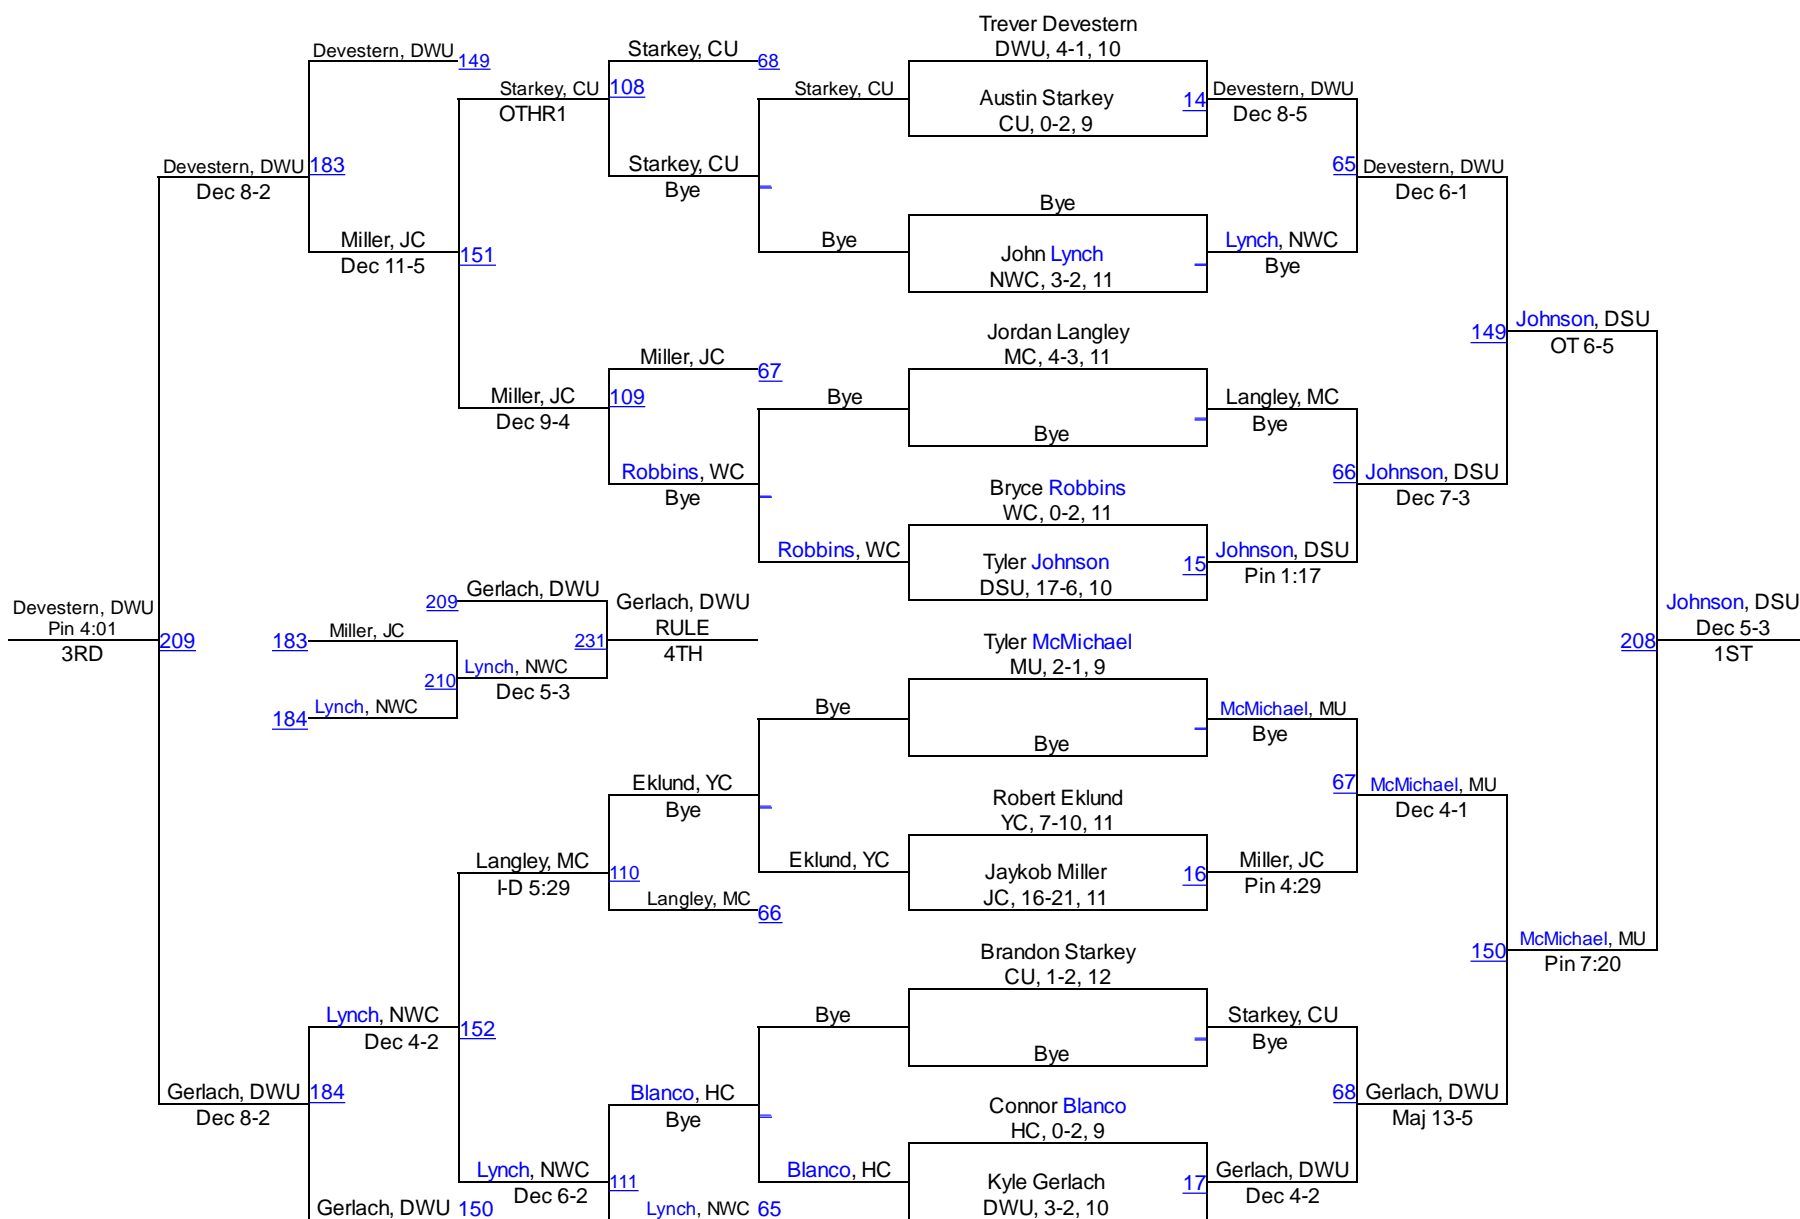 Trever Devestern
Devestern, DWU
149
Starkey, CU
68
DWU, 4-1, 10
Starkey, CU
108
OTHR1
Starkey, CU
Austin Starkey
14
Devestern, DWU
CU, 0-2, 9
Dec 8-5
Devestern, DWU
183
Dec 8-2
Starkey, CU
Bye
65
Devestern, DWU
Dec 6-1
Bye
Miller, JC
Dec 11-5
151
Bye
John Lynch
NWC, 3-2, 11
Lynch, NWC
Bye
Jordan Langley
MC, 4-3, 11
149
Johnson, DSU
OT 6-5
Miller, JC
67
Miller, JC
109
Dec 9-4
Bye
Langley, MC
Bye
Bye
Robbins, WC
Bye
Bryce Robbins
WC, 0-2, 11
66
Johnson, DSU
Dec 7-3
Robbins, WC
Tyler Johnson
DSU, 17-6, 10
15
Johnson, DSU
Pin 1:17
Devestern, DWU
Pin 4:01
3RD
209
209
Gerlach, DWU
Gerlach, DWU
RULE
4TH
231
183
Miller, JC
210
Lynch, NWC
Dec 5-3
184
Lynch, NWC
Tyler McMichael
MU, 2-1, 9
208
Johnson, DSU
Dec 5-3
1ST
Bye
McMichael, MU
Bye
Bye
Eklund, YC
Bye
Robert Eklund
YC, 7-10, 11
67
McMichael, MU
Dec 4-1
Langley, MC
I-D 5:29
110
Eklund, YC
Jaykob Miller
JC, 16-21, 11
16
Miller, JC
Pin 4:29
Langley, MC
66
Brandon Starkey
CU, 1-2, 12
150
McMichael, MU
Pin 7:20
Lynch, NWC
Dec 4-2
152
Bye
Starkey, CU
Bye
Bye
Gerlach, DWU
Dec 8-2
184
Blanco, HC
Bye
Connor Blanco
HC, 0-2, 9
68
Gerlach, DWU
Maj 13-5
Lynch, NWC
Dec 6-2
111
Blanco, HC
Kyle Gerlach
DWU, 3-2, 10
17
Gerlach, DWU
Dec 4-2
Gerlach, DWU
150
Lynch, NWC
65